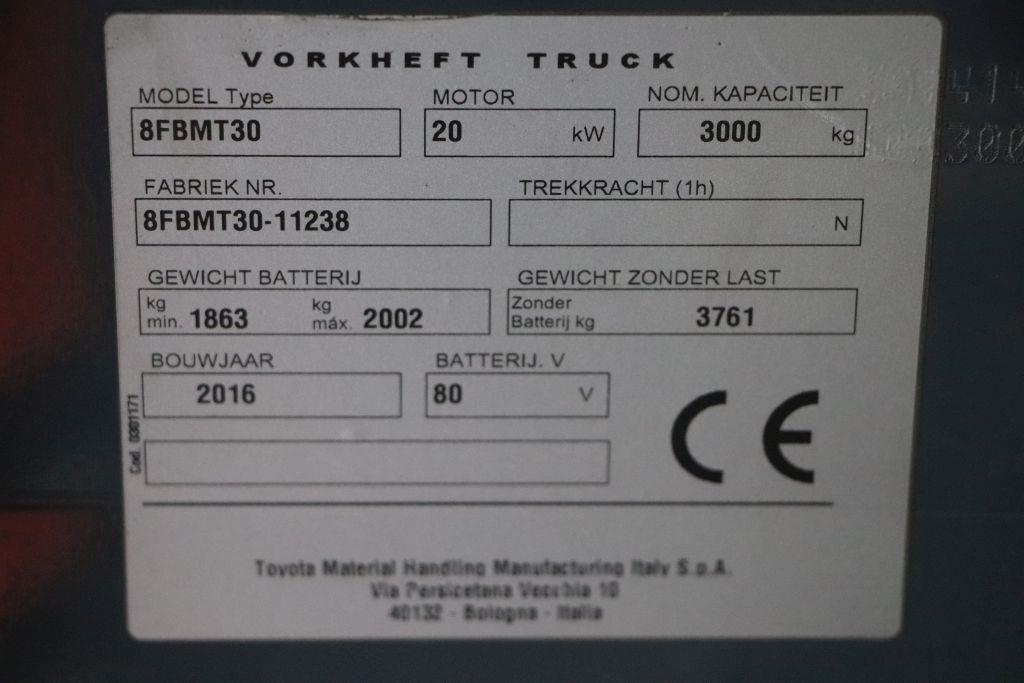 VORKHEFT TRUCK
MODEL Type
MOTOR
NOM. KAPACITEIT
8FBMT30
20 kW
3000 kg
FABRIEK NR.
TREKKRACHT (1h)
8FBMT30-11238
N
GEWICHT BATTERIJ
GEWICHT ZONDER LAST
kg min. 1863 kg máx. 2002
Zonder Batterij kg 3761
BOUWJAAR
BATTERIJ. V
2016
80 V
CE
Cod. 0301171
Toyota Material Handling Manufacturing Italy S.p.A.
Via Persicetana Vecchia 10
40132 - Bologna - Italia